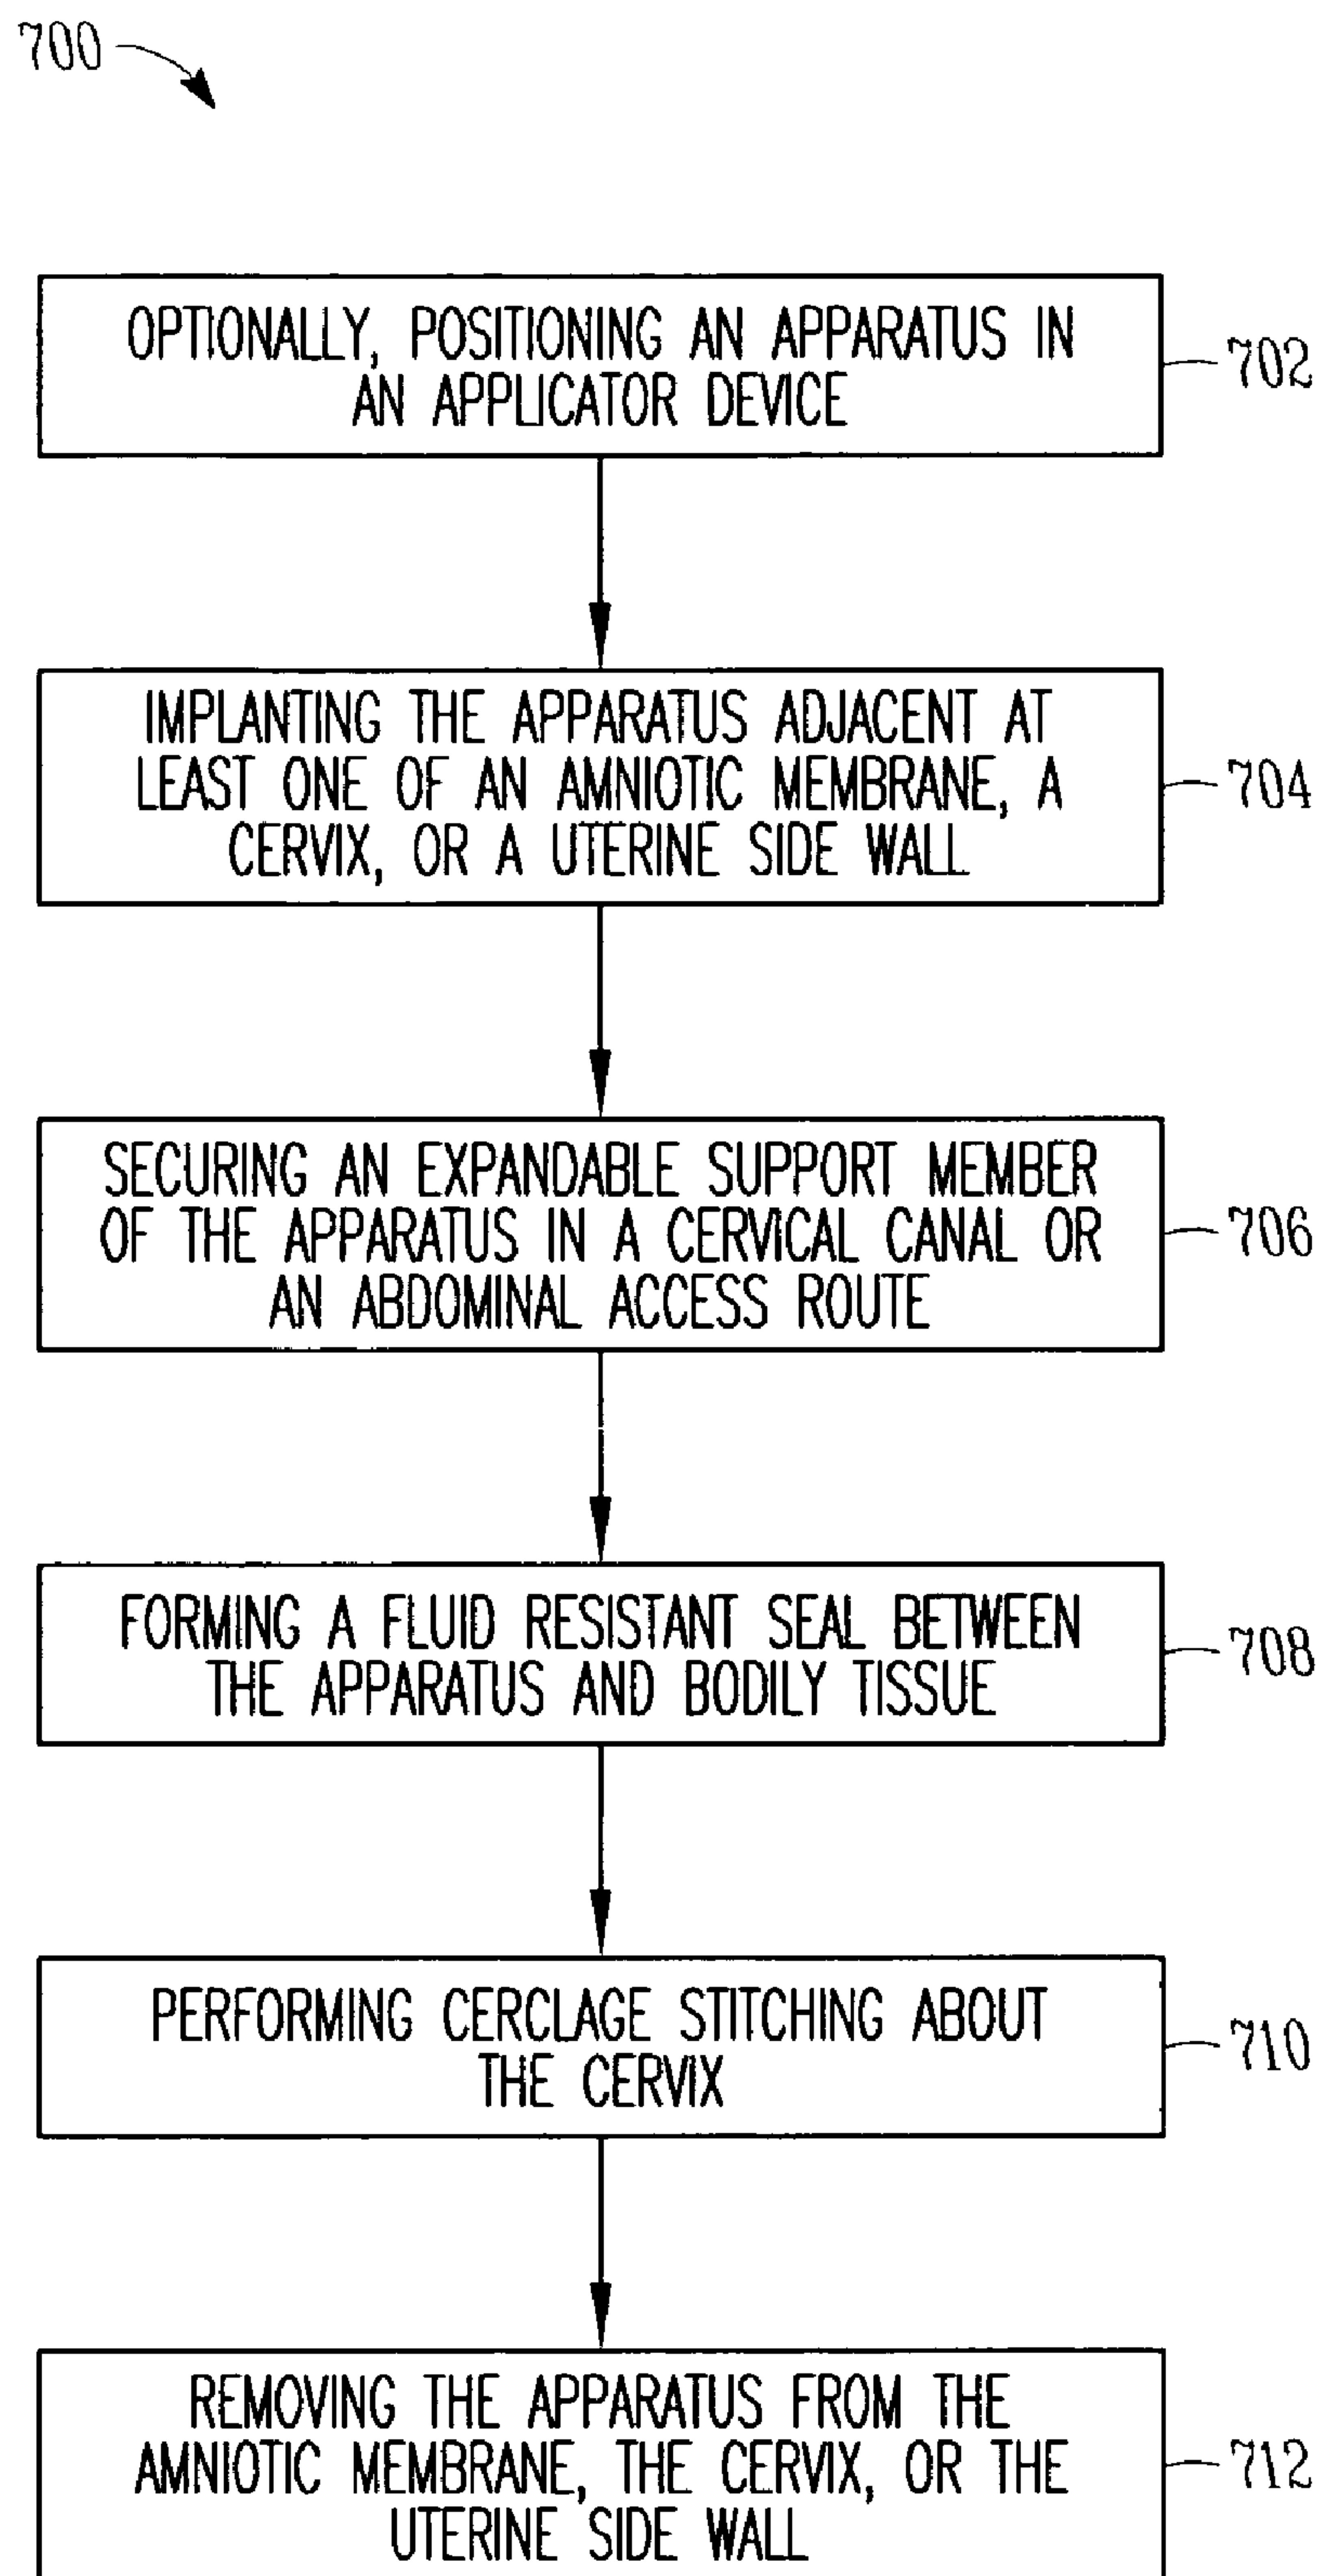 700
OPTIONALLY, POSITIONING AN APPARATUS IN
AN APPLICATOR DEVICE
702
IMPLANTING THE APPARATUS ADJACENT AT
LEAST ONE OF AN AMNIOTIC MEMBRANE, A
CERVIX, OR A UTERINE SIDE WALL
704
SECURING AN EXPANDABLE SUPPORT MEMBER
OF THE APPARATUS IN A CERVICAL CANAL OR
AN ABDOMINAL ACCESS ROUTE
706
FORMING A FLUID RESISTANT SEAL BETWEEN
THE APPARATUS AND BODILY TISSUE
708
PERFORMING CERCLAGE STITCHING ABOUT
THE CERVIX
710
REMOVING THE APPARATUS FROM THE
AMNIOTIC MEMBRANE, THE CERVIX, OR THE
UTERINE SIDE WALL
712